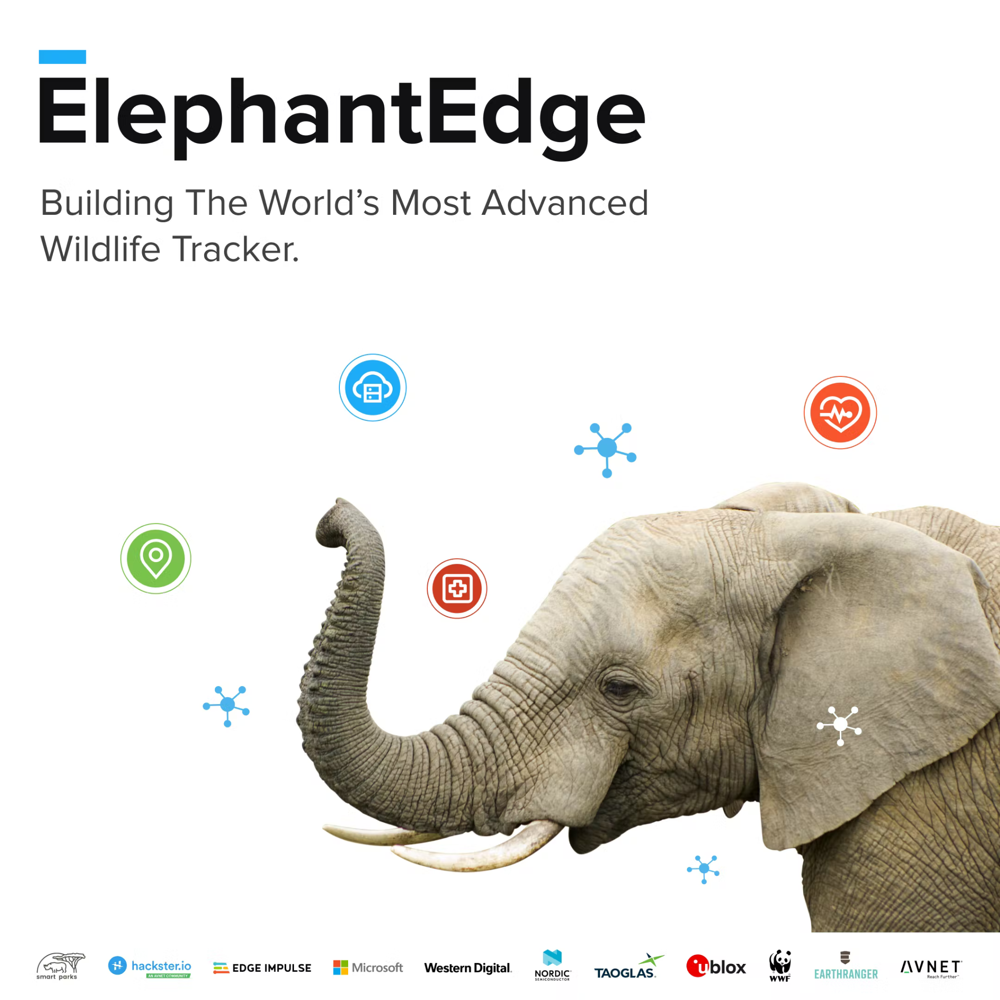 ElephantEdge
Building The World’s Most Advanced
Wildlife Tracker.
smart parks
hackster.io
AN AVNET COMMUNITY
EDGE IMPULSE
Microsoft
Western Digital.
NORDIC
SEMICONDUCTOR
TAOGLAS.
ublox
WWF
EARTHRANGER
AVNET
Reach Further™